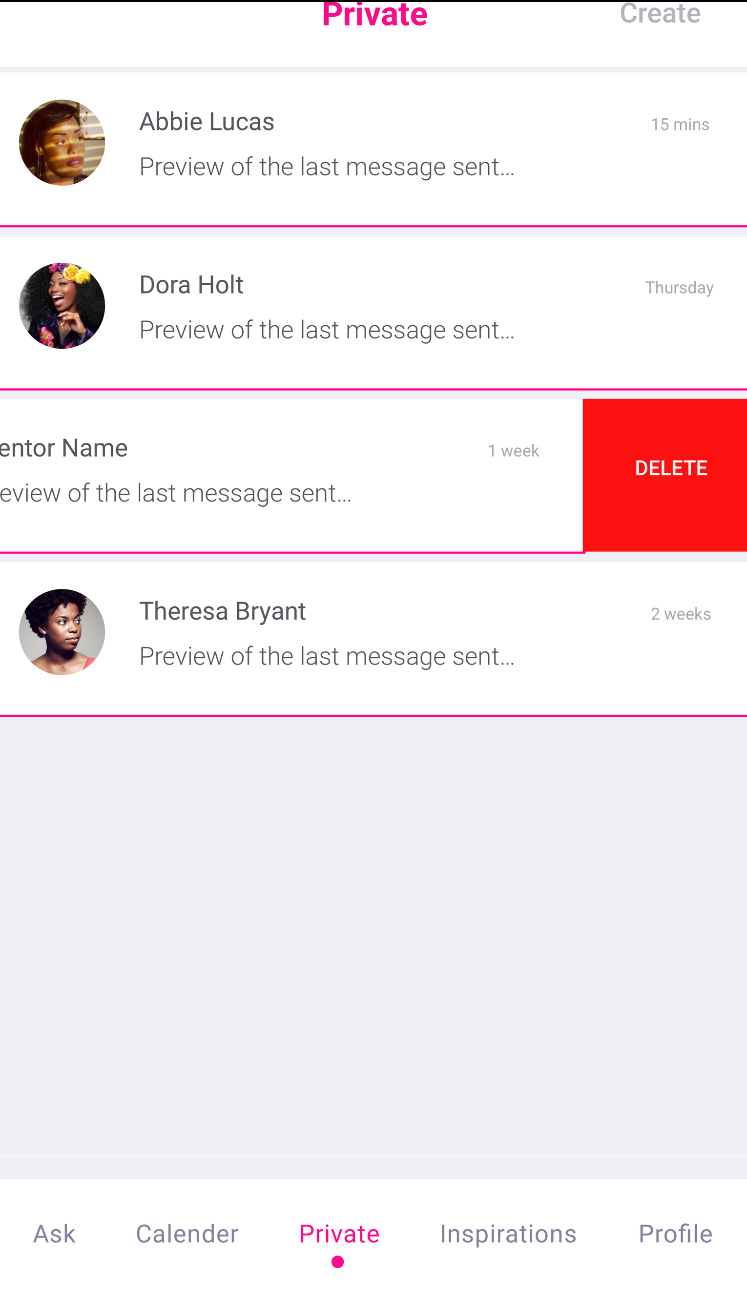 Private
Create
Abbie Lucas
15 mins
Preview of the last message sent...
Dora Holt
Thursday
Preview of the last message sent...
entor Name
1 week
DELETE
eview of the last message sent...
Theresa Bryant
2 weeks
Preview of the last message sent...
Ask
Calender
Private
Inspirations
Profile